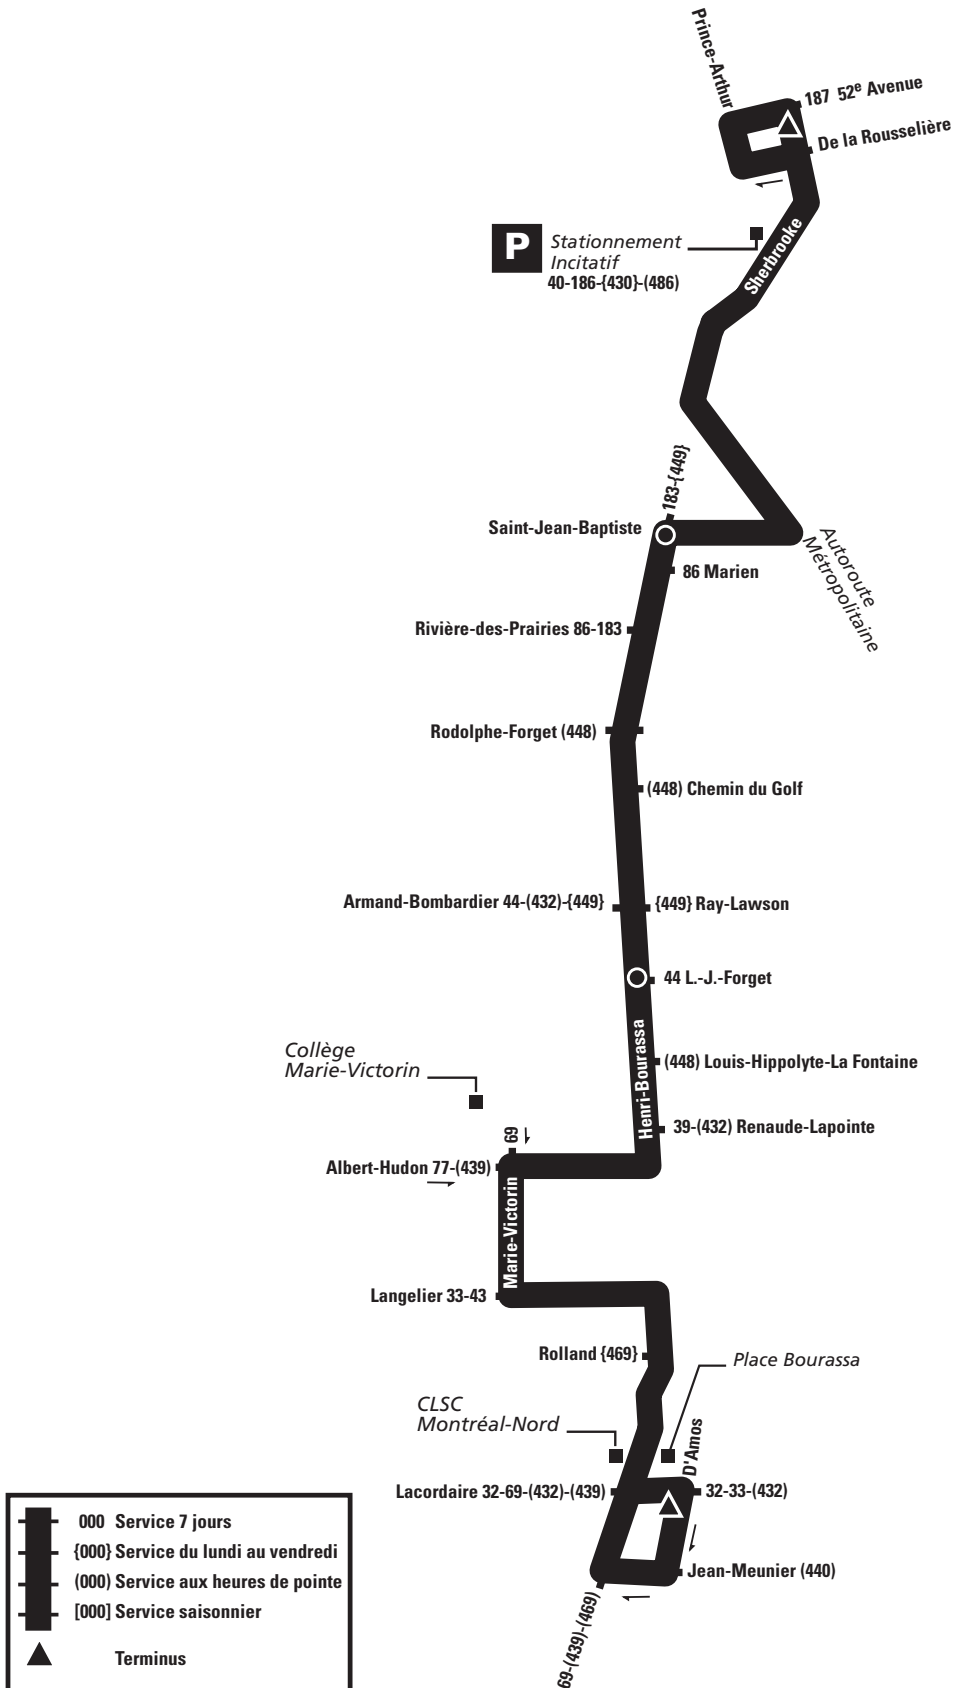 Prince-Arthur
187 52e Avenue
De la Rousselière
P
Stationnement
Incitatif
40-186-{430}-(486)
Sherbrooke
183-{449}
Saint-Jean-Baptiste
Autoroute
Métropolitaine
86 Marien
Rivière-des-Prairies 86-183
Rodolphe-Forget (448)
(448) Chemin du Golf
Armand-Bombardier 44-(432)-{449}
{449} Ray-Lawson
44 L.-J.-Forget
Henri-Bourassa
Collège
Marie-Victorin
(448) Louis-Hippolyte-La Fontaine
39-(432) Renaude-Lapointe
69
Albert-Hudon 77-(439)
Marie-Victorin
Langelier 33-43
Rolland {469}
Place Bourassa
CLSC
Montréal-Nord
D'Amos
Lacordaire 32-69-(432)-(439)
32-33-(432)
Jean-Meunier (440)
69-(439)-(469)
000 Service 7 jours
{000} Service du lundi au vendredi
(000) Service aux heures de pointe
[000] Service saisonnier
Terminus